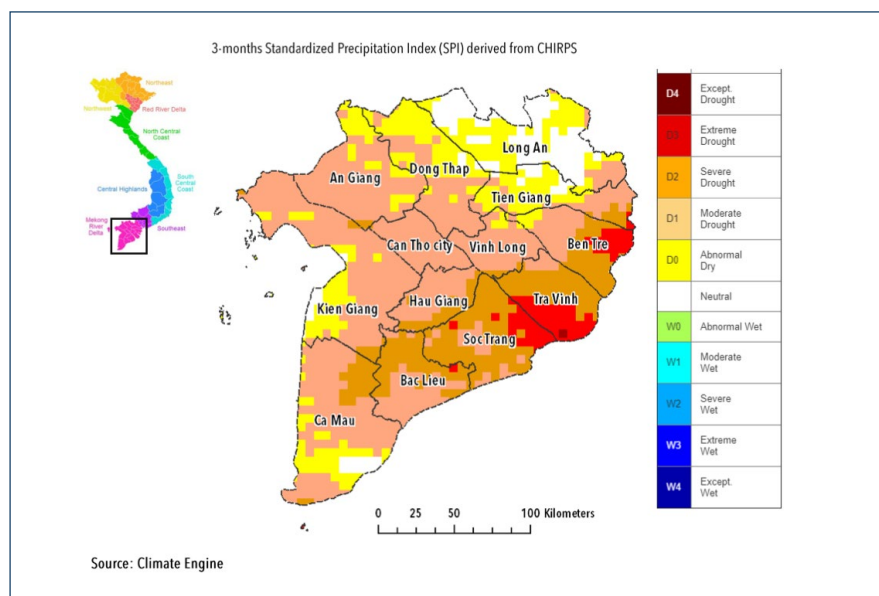 3-months Standardized Precipitation Index (SPI) derived from CHIRPS
Northeast
Northwest
Red River Delta
North Central
Coast
South
Central
Coast
Central Highlands
Mekong
River
Delta
Southeast
Long An
Dong Thap
An Giang
Tien Giang
Can Tho city
Vinh Long
Ben Tre
Kien Giang
Hau Giang
Tra Vinh
Soc Trang
Bac Lieu
Ca Mau
0 25 50 100 Kilometers
D4 Except.
Drought
D3 Extreme
Drought
D2 Severe
Drought
D1 Moderate
Drought
D0 Abnormal
Dry
Neutral
W0 Abnormal Wet
W1 Moderate
Wet
W2 Severe
Wet
W3 Extreme
Wet
W4 Except.
Wet
Source: Climate Engine